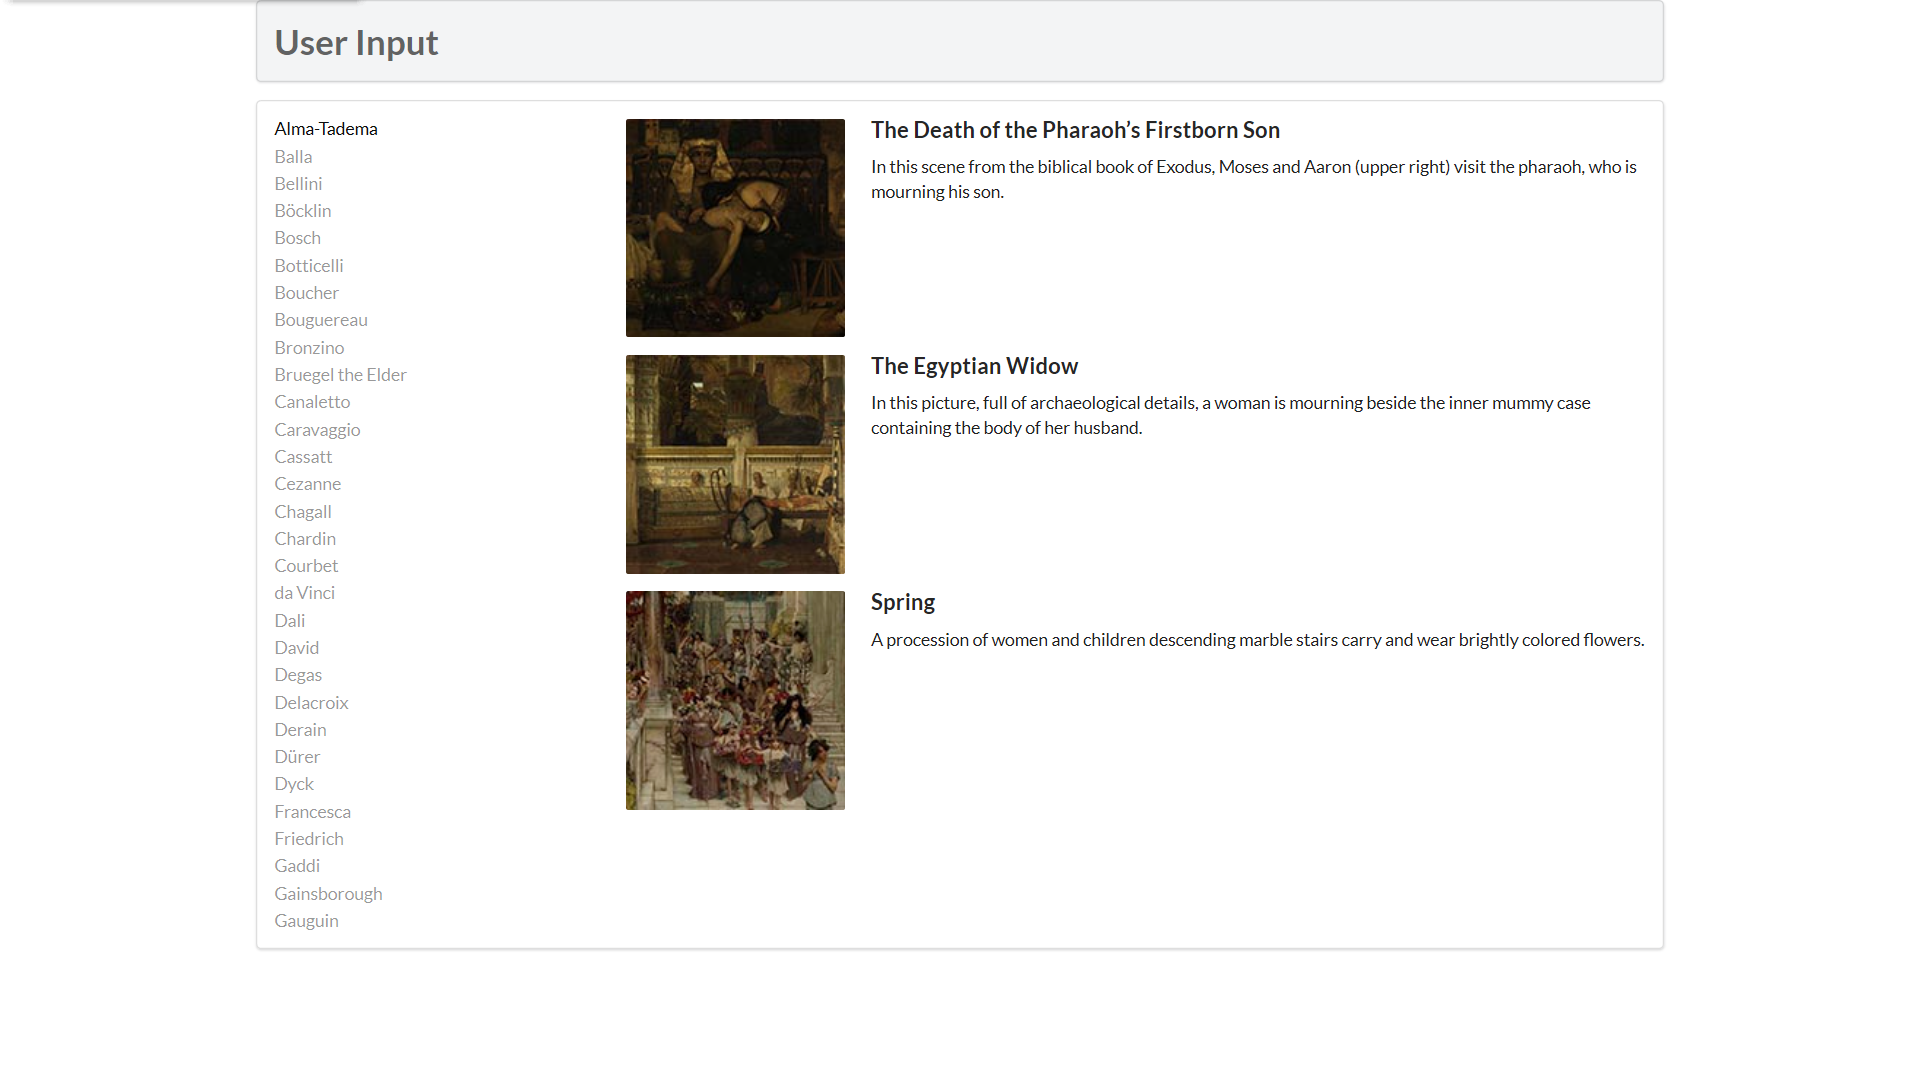 User Input
Alma-Tadema
Balla
Bellini
Böcklin
Bosch
Botticelli
Boucher
Bouguereau
Bronzino
Bruegel the Elder
Canaletto
Caravaggio
Cassatt
Cezanne
Chagall
Chardin
Courbet
da Vinci
Dali
David
Degas
Delacroix
Derain
Dürer
Dyck
Francesca
Friedrich
Gaddi
Gainsborough
Gauguin
The Death of the Pharaoh’s Firstborn Son
In this scene from the biblical book of Exodus, Moses and Aaron (upper right) visit the pharaoh, who is
mourning his son.
The Egyptian Widow
In this picture, full of archaeological details, a woman is mourning beside the inner mummy case
containing the body of her husband.
Spring
A procession of women and children descending marble stairs carry and wear brightly colored flowers.